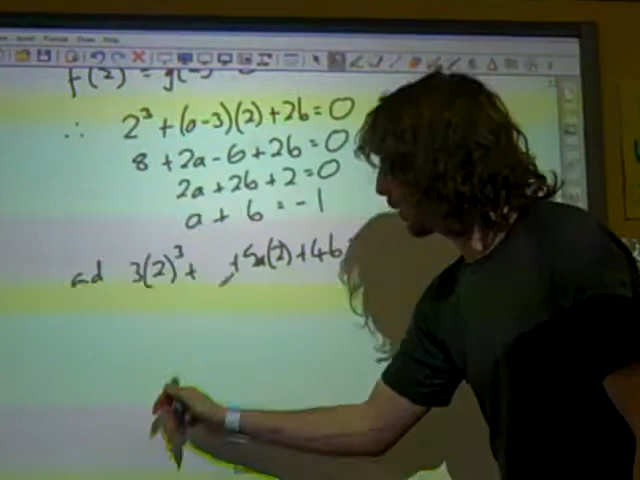 f(2) = g(
∴ 2³ + (a-3)(2) + 2b = 0
8 + 2a - 6 + 2b = 0
2a + 2b + 2 = 0
a + b = -1
and 3(2)³ + (2) + 4b